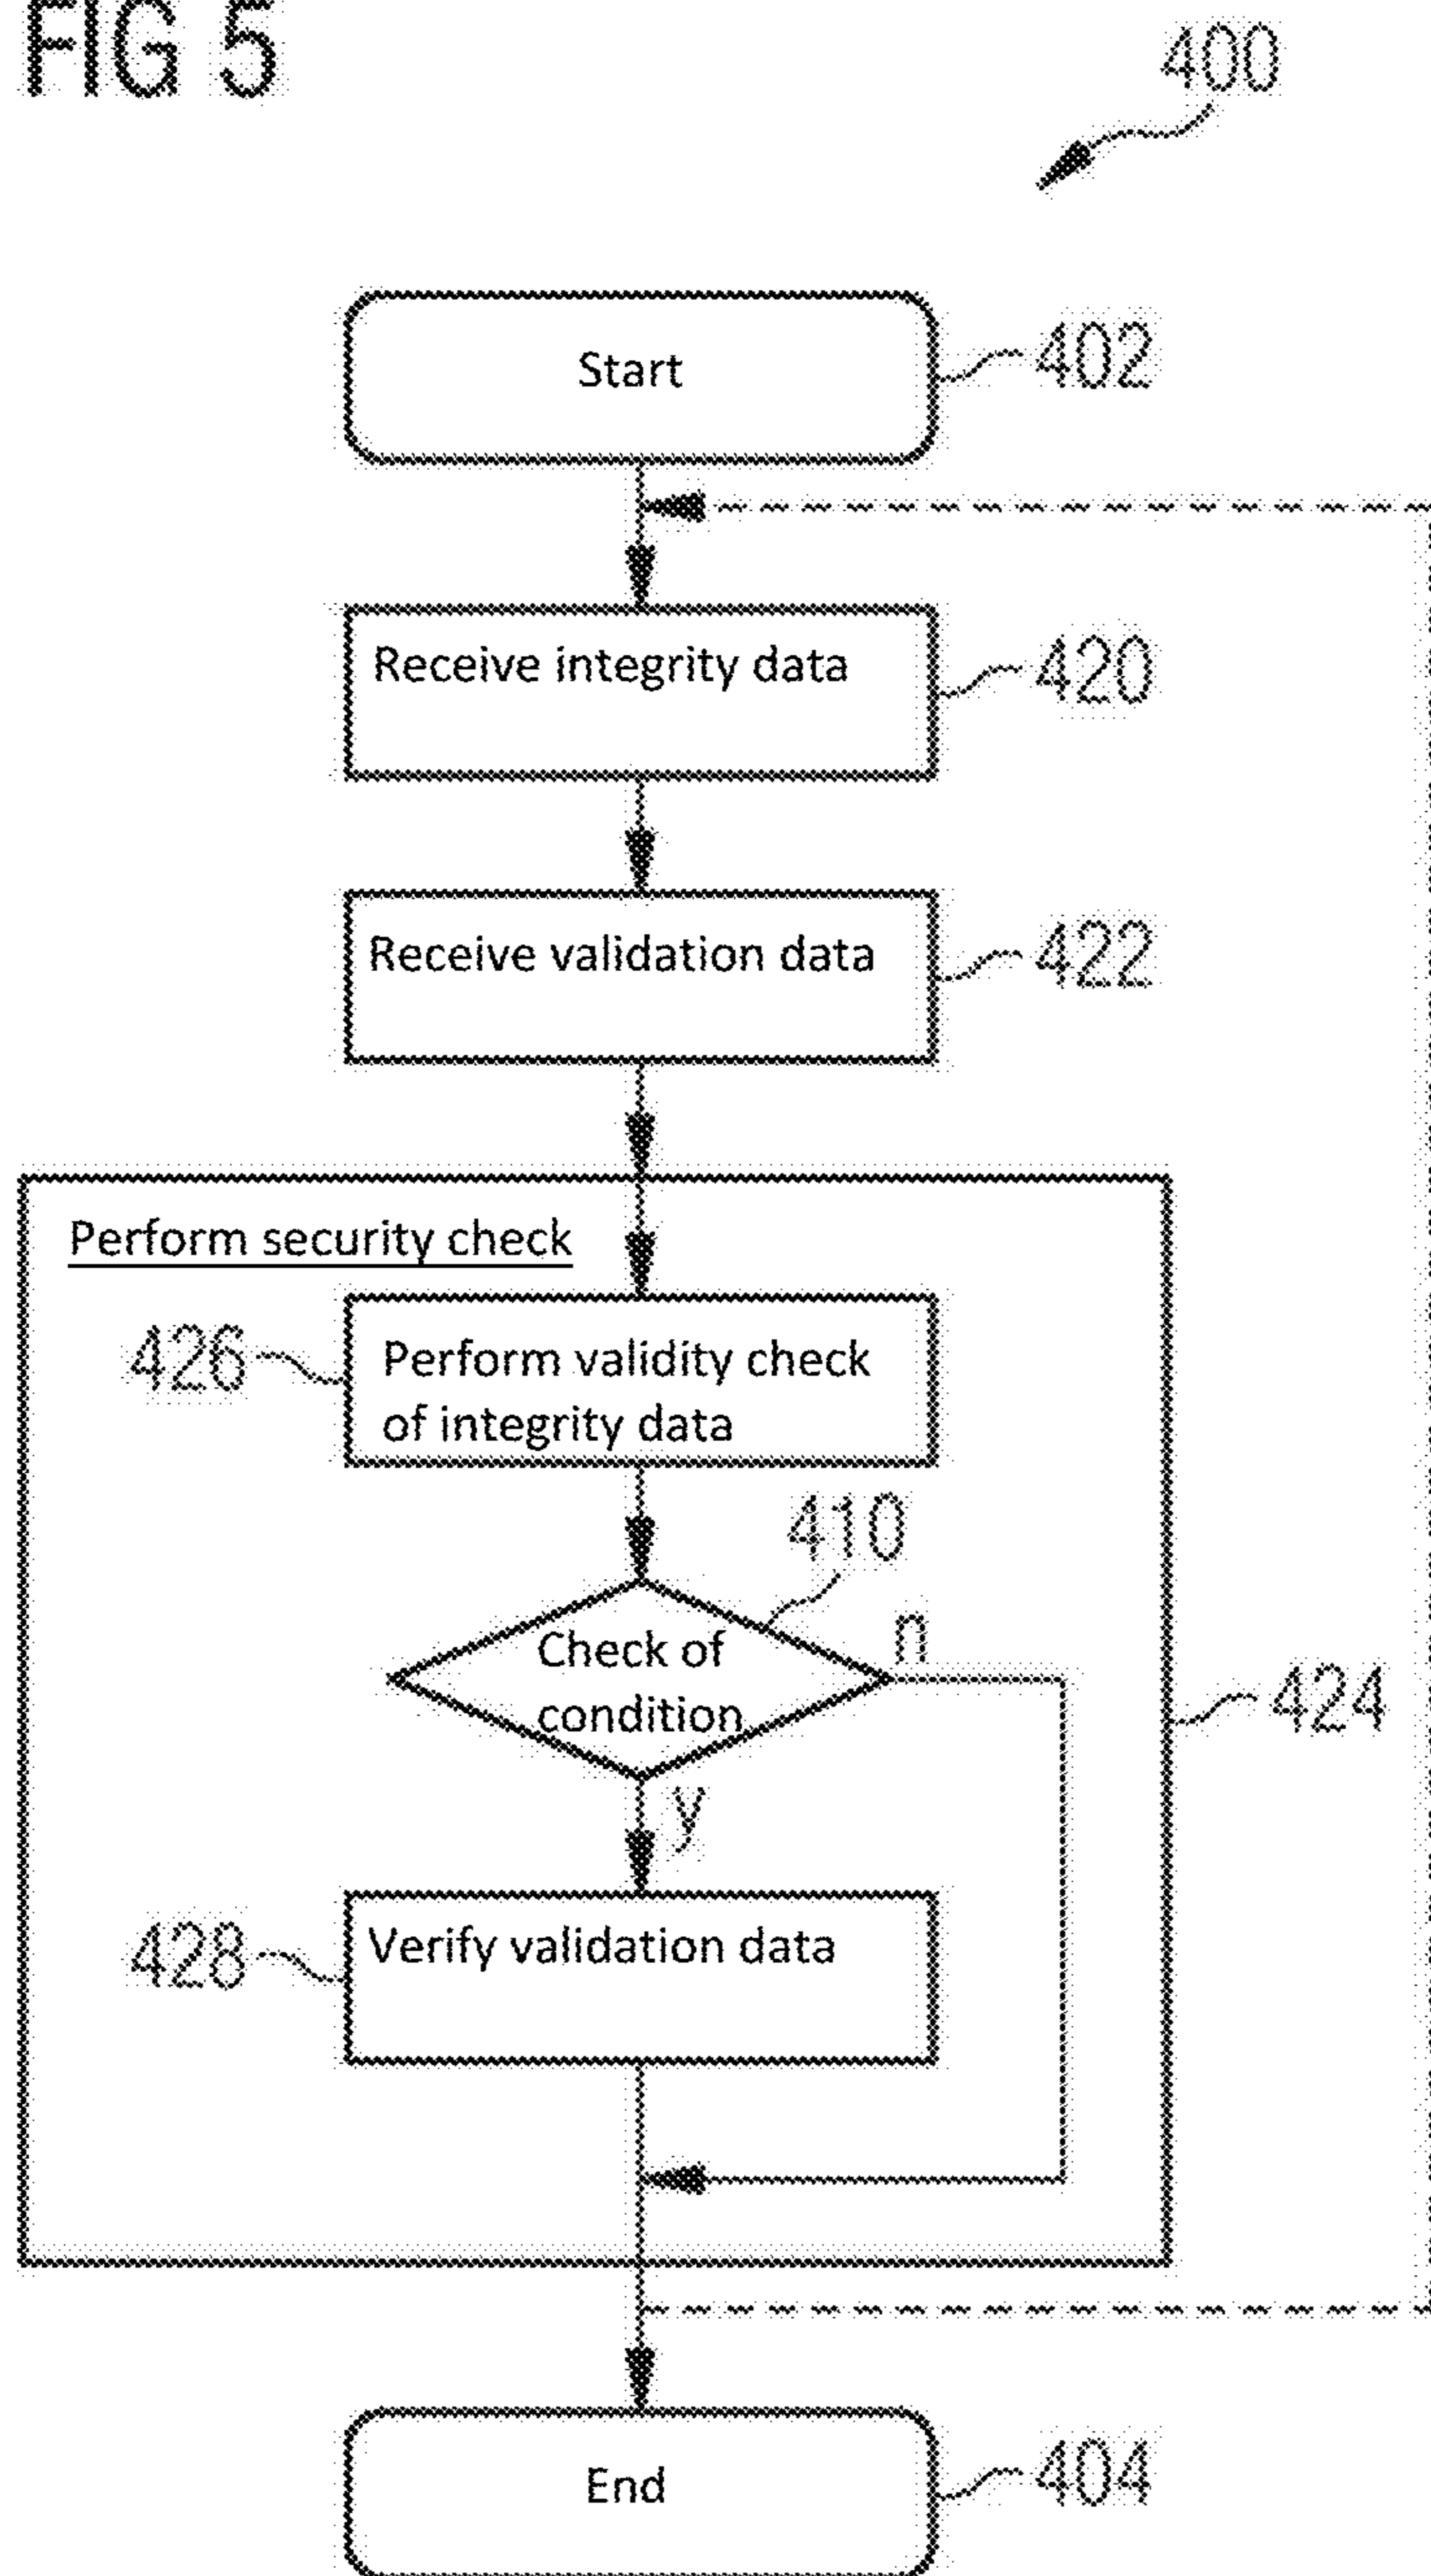 FIG 5
400
Start
402
Receive integrity data
420
Receive validation data
422
Perform security check
426
Perform validity check
of integrity data
410
Check of
condition
n
424
y
428
Verify validation data
End
404